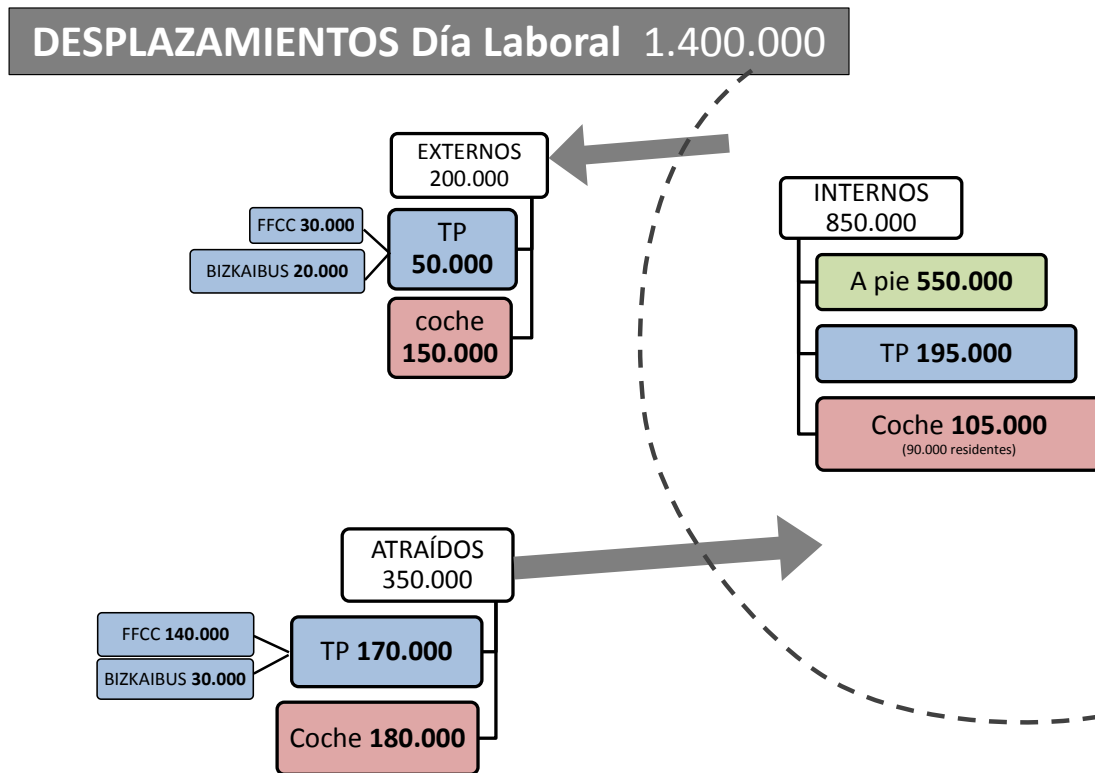 DESPLAZAMIENTOS Día Laboral 1.400.000
EXTERNOS
200.000
FFCC 30.000
BIZKAIBUS 20.000
TP
50.000
coche
150.000
INTERNOS
850.000
A pie 550.000
TP 195.000
Coche 105.000
(90.000 residentes)
ATRAÍDOS
350.000
FFCC 140.000
BIZKAIBUS 30.000
TP 170.000
Coche 180.000